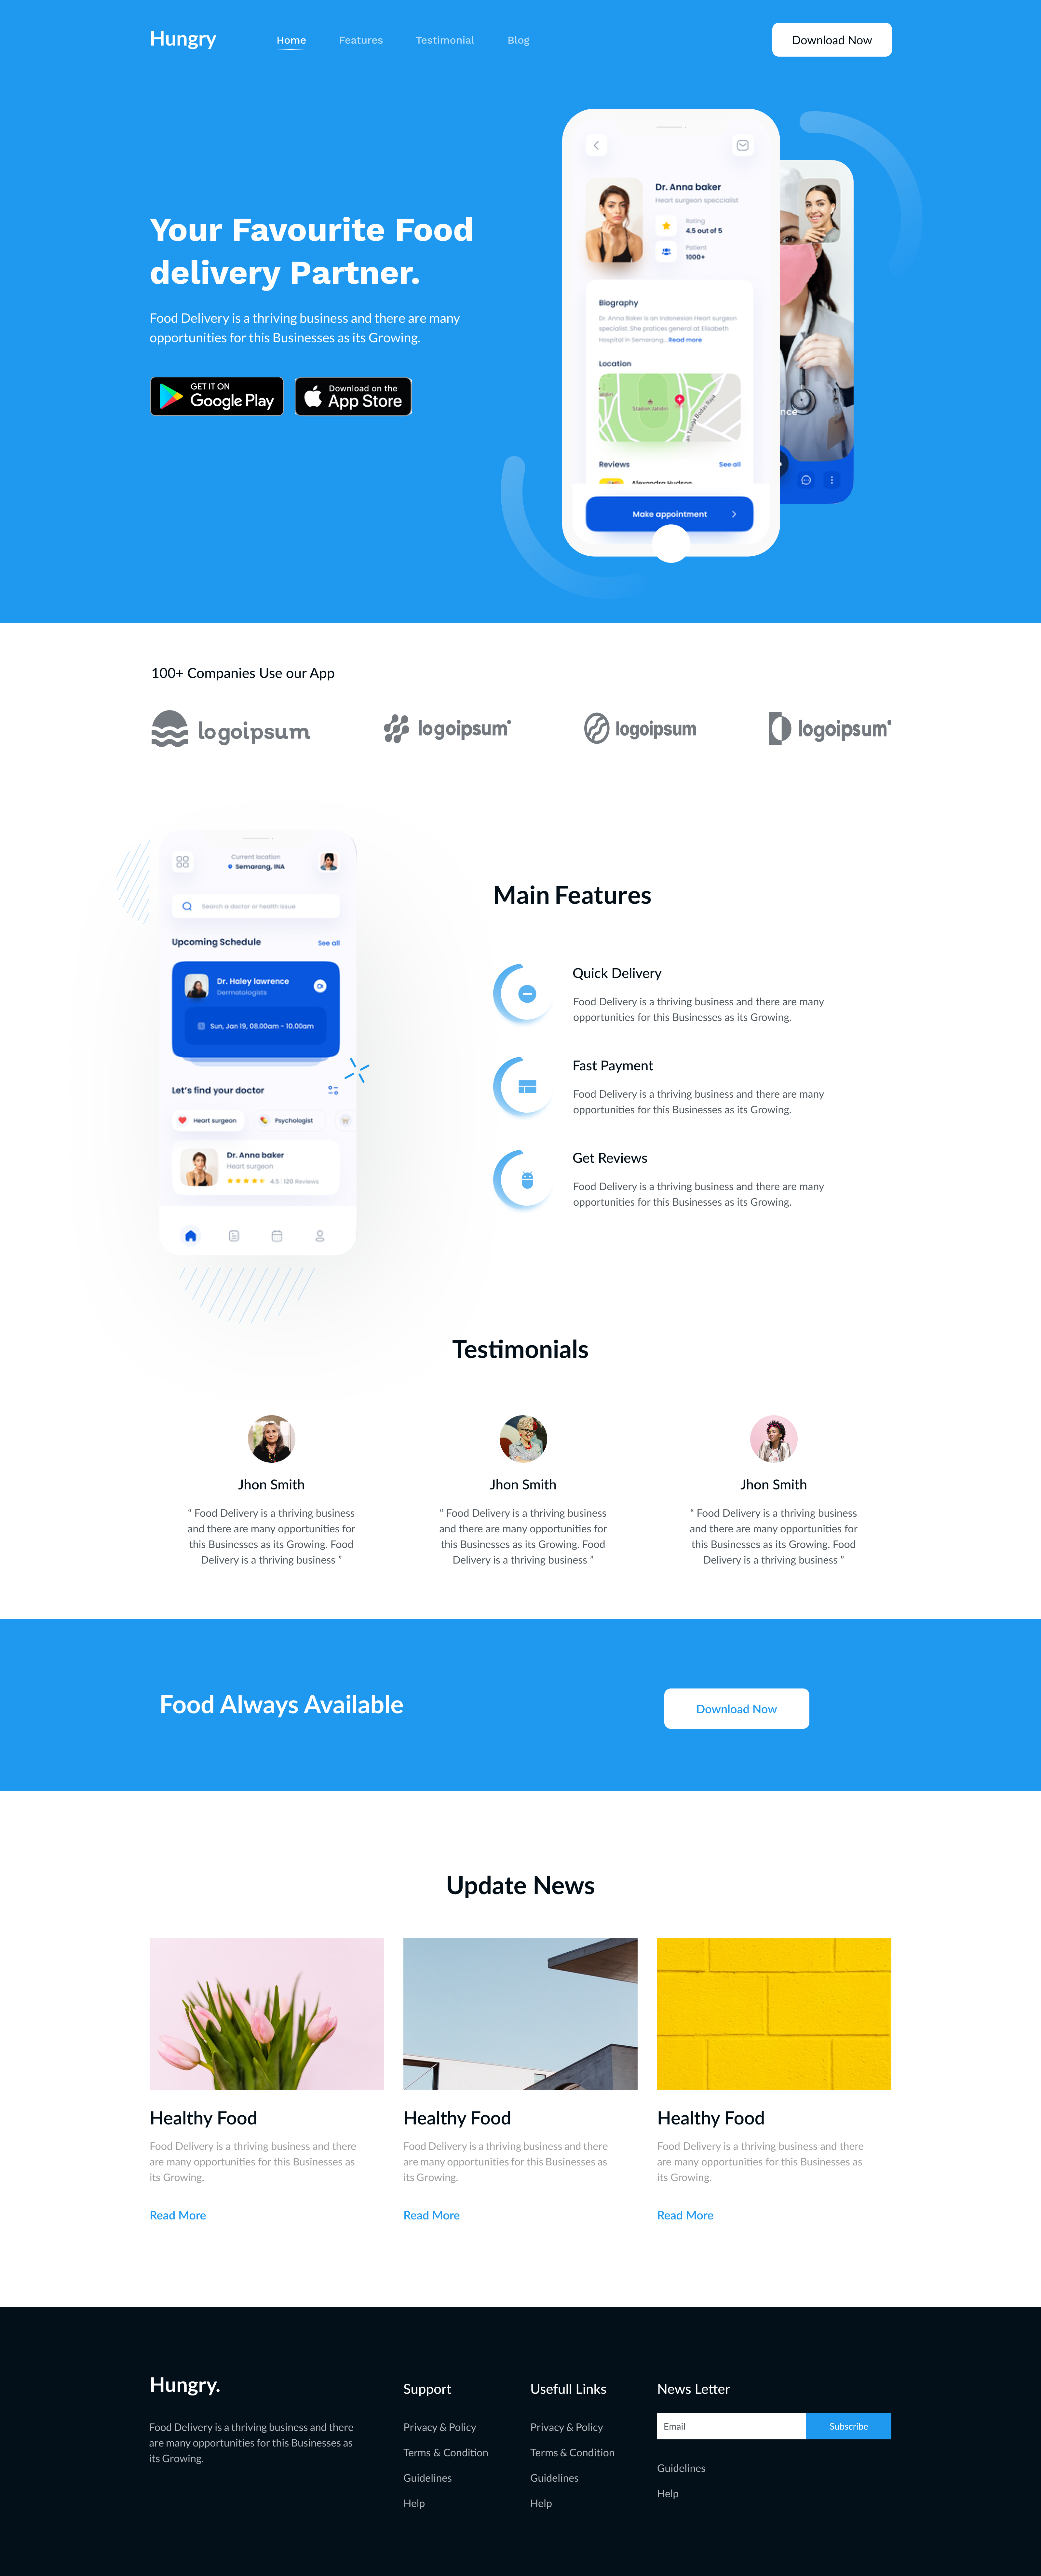 Hungry
Home
Features
Testimonial
Blog
Download Now
Your Favourite Food
delivery Partner.
Food Delivery is a thriving business and there are many
opportunities for this Businesses as its Growing.
GET IT ON
Google Play
Download on the
App Store
Dr. Anna baker
Heart surgeon speccialist
Rating
4.5 out of 5
Patient
1000+
Biography
Dr. Anna Baker is an Indonesian Heart surgeon
specialist. She pratices general at Elisabeth
Hospital in Semarang.. Read more
Location
Stadion Jatidiri
Reviews
See all
Alexandra Hudson
Make appointment
nce
100+ Companies Use our App
logoipsum
logoipsum
logoipsum
logoipsum
Current location
Semarang, INA
Search a doctor or health issue
Upcoming Schedule
See all
Dr. Haley lawrence
Dermatologists
Sun, Jan 19, 08.00am - 10.00am
Let's find your doctor
Heart surgeon
Psychologist
Dr. Anna baker
Heart surgeon
4.5 | 120 Reviews
Main Features
Quick Delivery
Food Delivery is a thriving business and there are many
opportunities for this Businesses as its Growing.
Fast Payment
Food Delivery is a thriving business and there are many
opportunities for this Businesses as its Growing.
Get Reviews
Food Delivery is a thriving business and there are many
opportunities for this Businesses as its Growing.
Testimonials
Jhon Smith
“ Food Delivery is a thriving business
and there are many opportunities for
this Businesses as its Growing. Food
Delivery is a thriving business ”
Jhon Smith
“ Food Delivery is a thriving business
and there are many opportunities for
this Businesses as its Growing. Food
Delivery is a thriving business ”
Jhon Smith
“ Food Delivery is a thriving business
and there are many opportunities for
this Businesses as its Growing. Food
Delivery is a thriving business ”
Food Always Available
Download Now
Update News
Healthy Food
Food Delivery is a thriving business and there
are many opportunities for this Businesses as
its Growing.
Read More
Healthy Food
Food Delivery is a thriving business and there
are many opportunities for this Businesses as
its Growing.
Read More
Healthy Food
Food Delivery is a thriving business and there
are many opportunities for this Businesses as
its Growing.
Read More
Hungry.
Food Delivery is a thriving business and there
are many opportunities for this Businesses as
its Growing.
Support
Privacy & Policy
Terms & Condition
Guidelines
Help
Usefull Links
Privacy & Policy
Terms & Condition
Guidelines
Help
News Letter
Email
Subscribe
Guidelines
Help